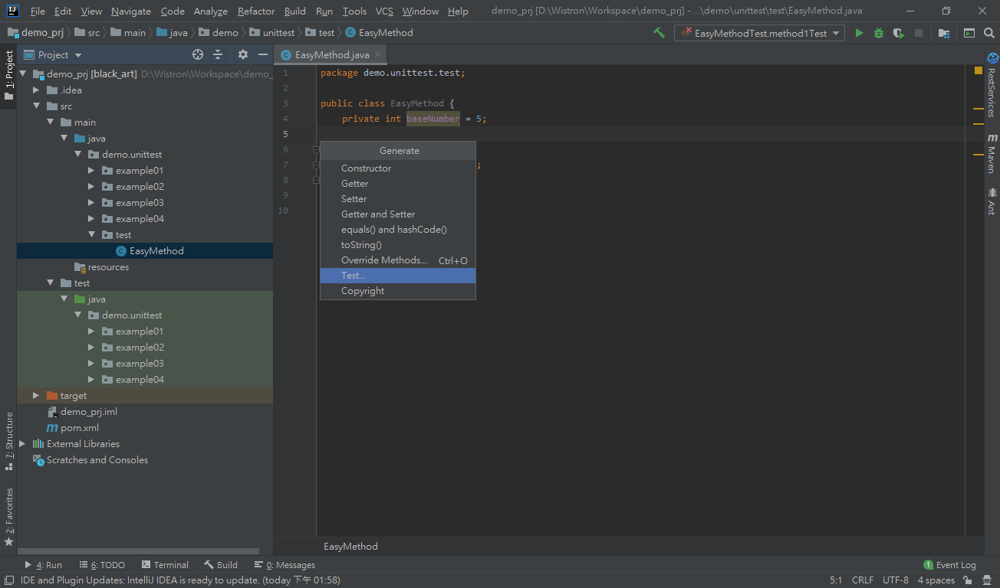 File Edit View Navigate Code Analyze Refactor Build Run Tools VCS Window Help demo_prj [D:\Wistron\Workspace\demo_prj] - ...\demo\unittest\test\EasyMethod.java
demo_prj src main java demo unittest test EasyMethod EasyMethodTest.method1Test
1: Project
Project
demo_prj [black_art] D:\Wistron\Workspace\demo_
.idea
src
main
java
demo.unittest
example01
example02
example03
example04
test
EasyMethod
resources
test
java
demo.unittest
example01
example02
example03
example04
target
demo_prj.iml
pom.xml
External Libraries
Scratches and Consoles
7: Structure
2: Favorites
EasyMethod.java
1 package demo.unittest.test;
2
3 public class EasyMethod {
4 private int baseNumber = 5;
5
6
7 ;
8
9
10
Generate
Constructor
Getter
Setter
Getter and Setter
equals() and hashCode()
toString()
Override Methods... Ctrl+O
Test...
Copyright
EasyMethod
RestServices
Maven
Ant
4: Run 6: TODO Terminal Build 0: Messages 1 Event Log
IDE and Plugin Updates: IntelliJ IDEA is ready to update. (today 下午 01:58) 5:1 CRLF UTF-8 4 spaces